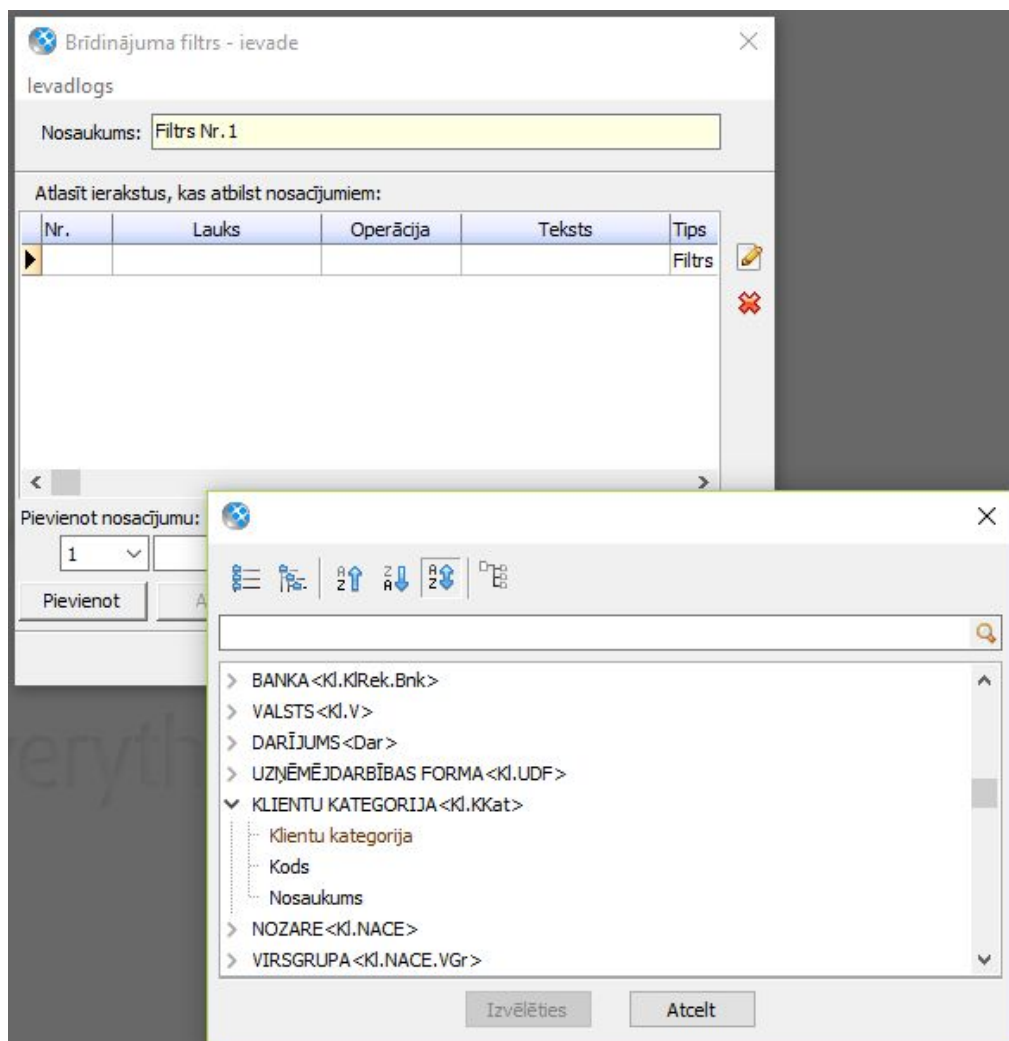 Brīdinājuma filtrs - ievade
Ievadlogs
Nosaukums: Filtrs Nr.1
Atlasīt ierakstus, kas atbilst nosacījumiem:
Nr. Lauks Operācija Teksts Tips
Filtrs
Pievienot nosacījumu:
1
Pievienot A
BANKA<Kl.KlRek.Bnk>
VALSTS<Kl.V>
DARĪJUMS<Dar>
UZŅĒMĒJDARBĪBAS FORMA<Kl.UDF>
KLIENTU KATEGORIJA<Kl.KKat>
Klientu kategorija
Kods
Nosaukums
NOZARE<Kl.NACE>
VIRSGRUPA<Kl.NACE.VGr>
Izvēlēties Atcelt
eryth